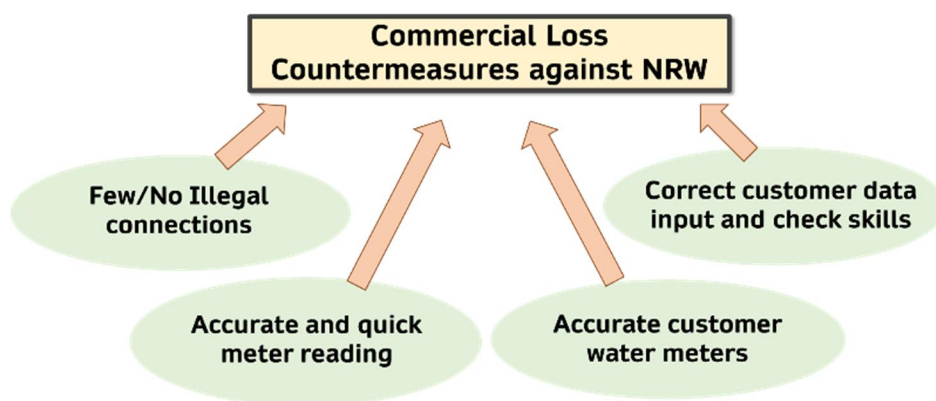 Commercial Loss
Countermeasures against NRW
Few/No Illegal
connections
Correct customer data
input and check skills
Accurate and quick
meter reading
Accurate customer
water meters